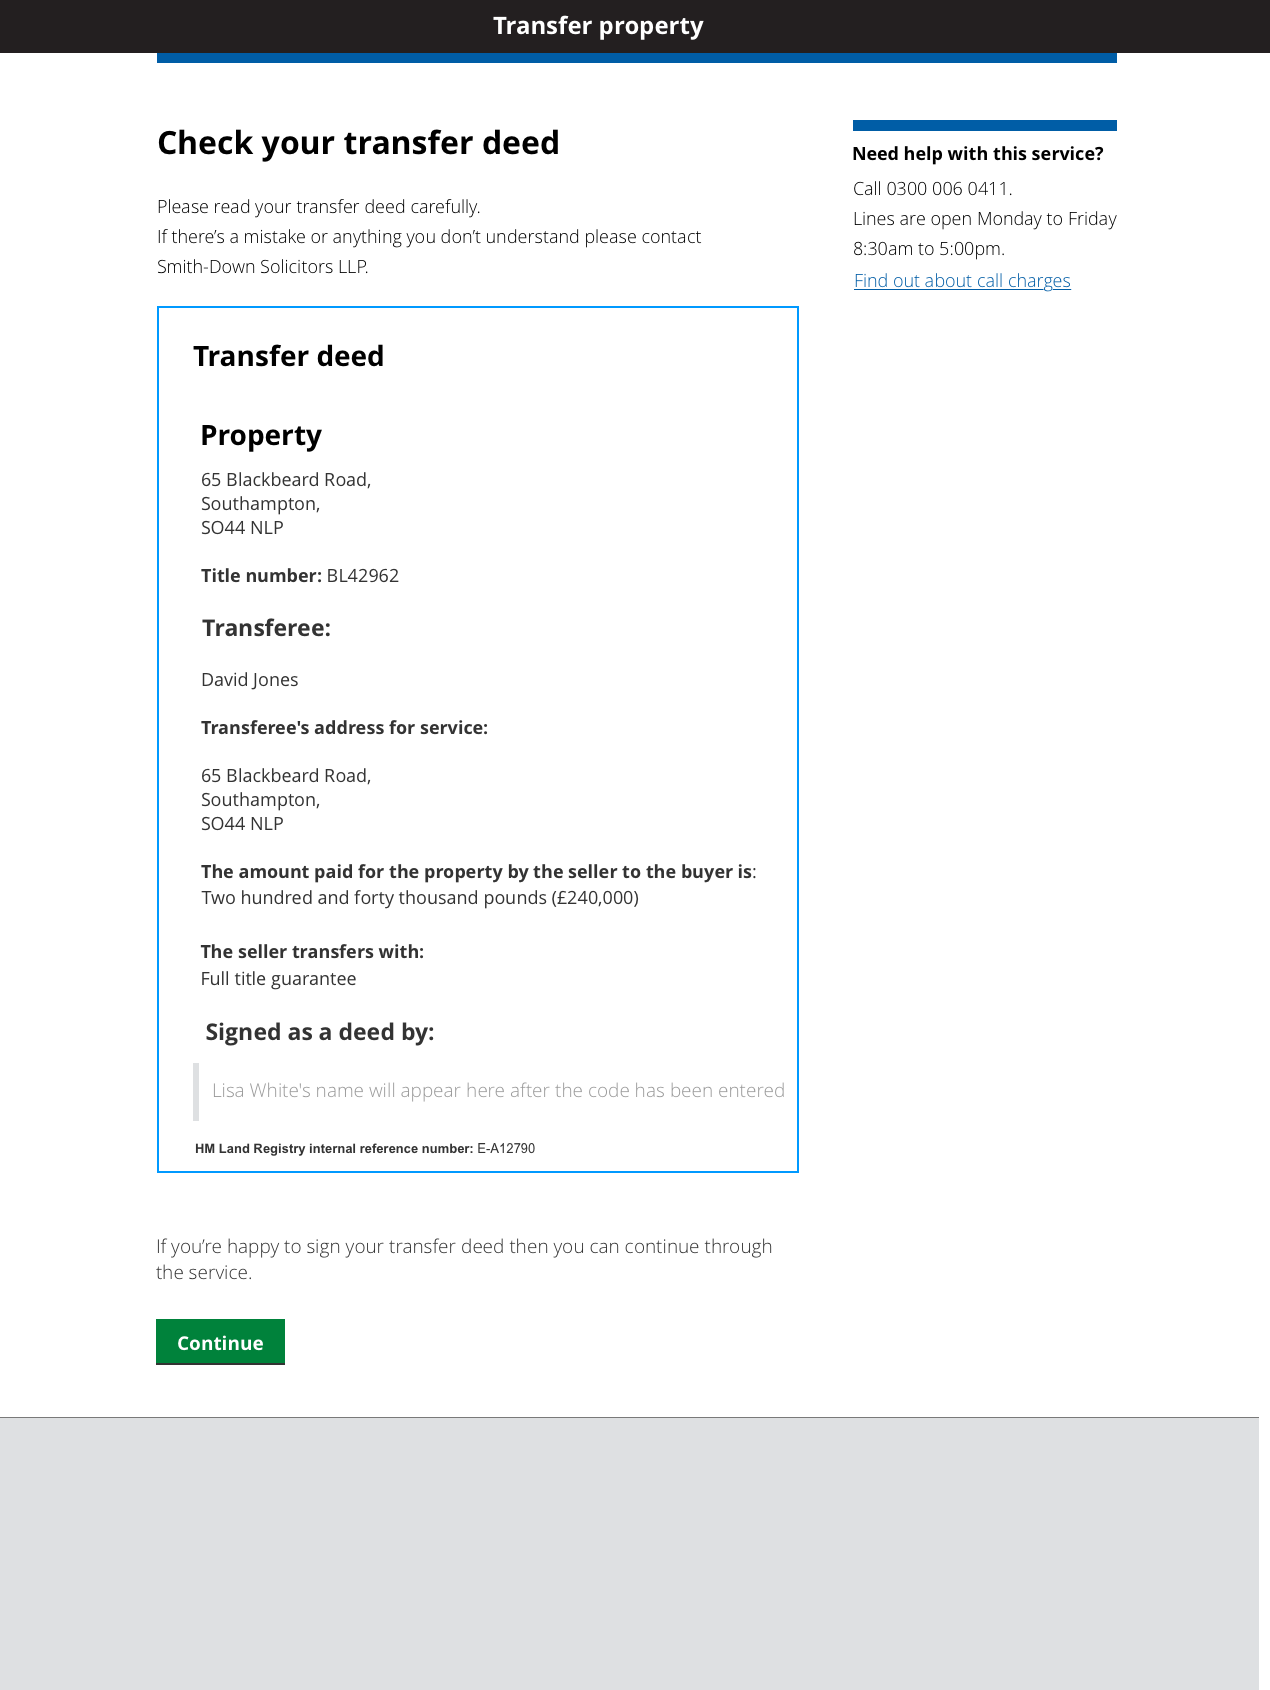 Transfer property
Check your transfer deed
Please read your transfer deed carefully.
If there’s a mistake or anything you don’t understand please contact
Smith-Down Solicitors LLP.
Need help with this service?
Call 0300 006 0411.
Lines are open Monday to Friday
8:30am to 5:00pm.
Find out about call charges
Transfer deed
Property
65 Blackbeard Road,
Southampton,
SO44 NLP
Title number: BL42962
Transferee:
David Jones
Transferee's address for service:
65 Blackbeard Road,
Southampton,
SO44 NLP
The amount paid for the property by the seller to the buyer is:
Two hundred and forty thousand pounds (£240,000)
The seller transfers with:
Full title guarantee
Signed as a deed by:
Lisa White's name will appear here after the code has been entered
HM Land Registry internal reference number: E-A12790
If you’re happy to sign your transfer deed then you can continue through
the service.
Continue